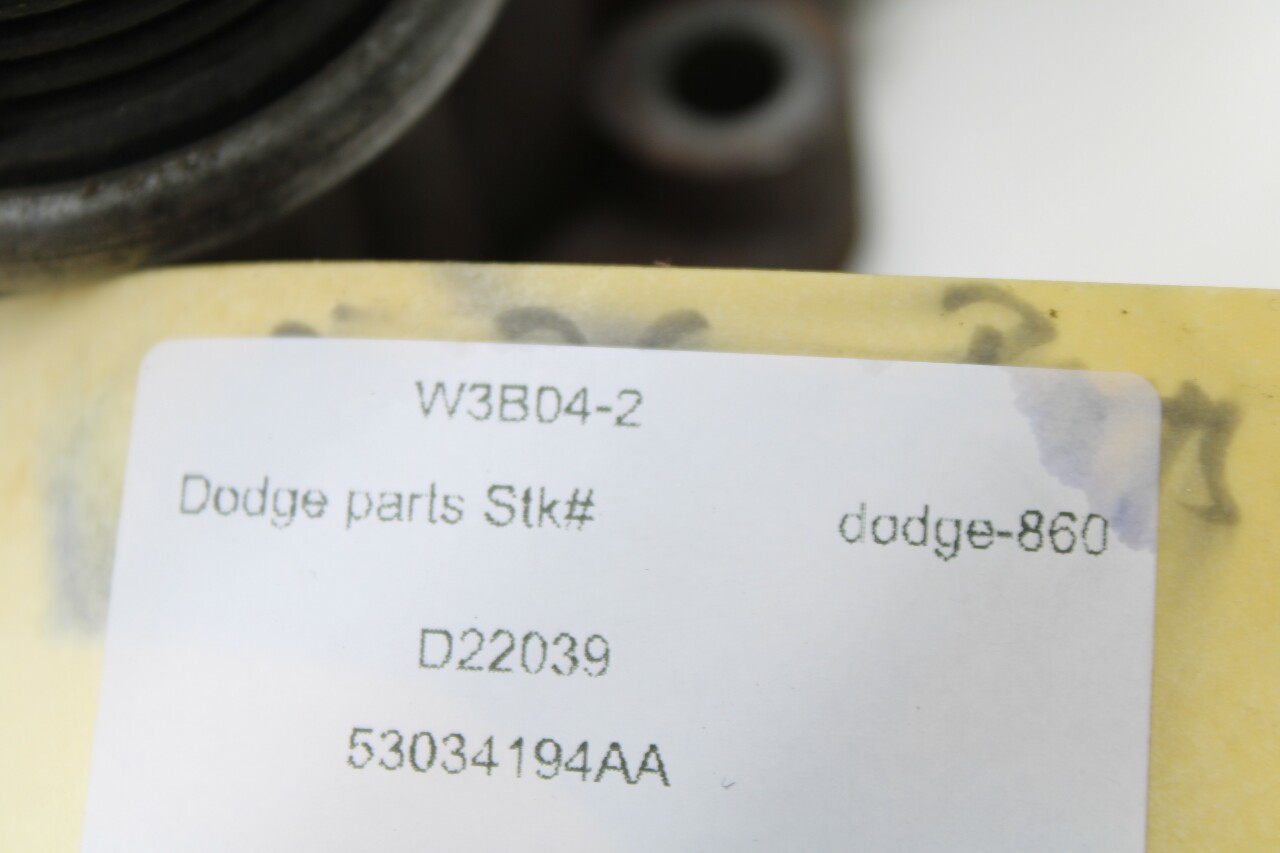 W3B04-2
Dodge parts Stk# dodge-860
D22039
53034194AA